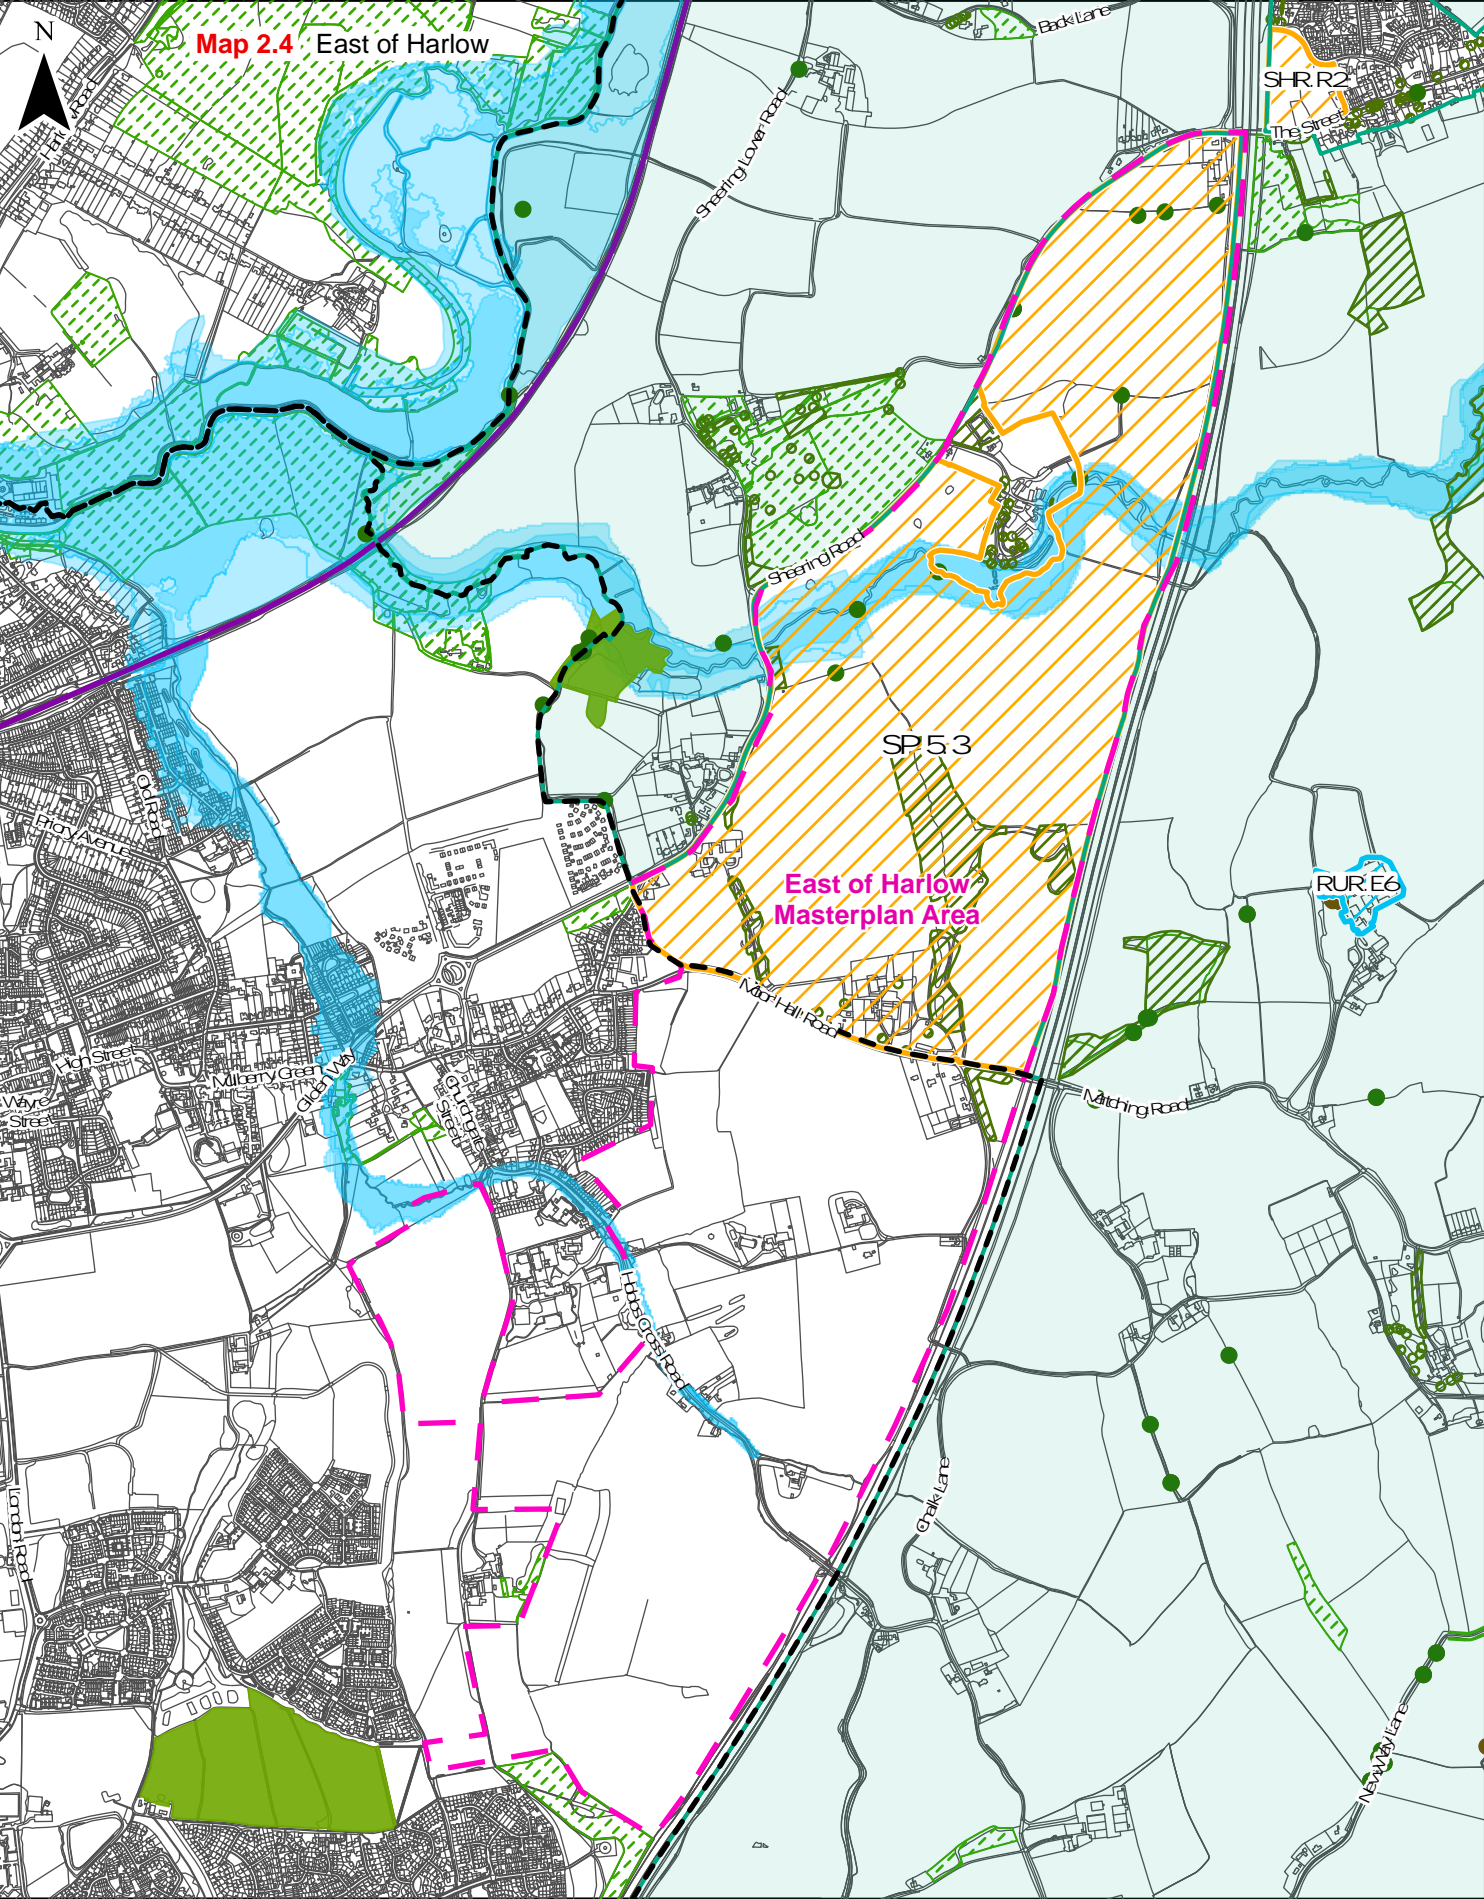 N
Map 2.4 East of Harlow
Back Lane
SHR.R2
The Street
Sheering Lower Road
Sheering Road
SP 5.3
Old Road
Priory Avenue
East of Harlow
Masterplan Area
RUR.E6
Moor Hall Road
High Street
Mulberry Green
Gilden Way
Churchgate
Street
Wayre
Street
Matching Road
Hobbs Cross Road
London Road
Chalk Lane
New Way Lane